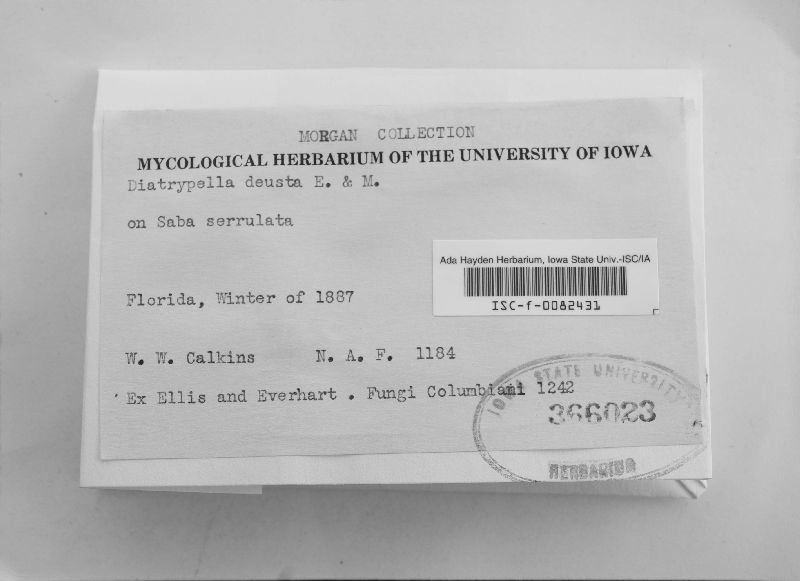 MORGAN COLLECTION
MYCOLOGICAL HERBARIUM OF THE UNIVERSITY OF IOWA
Diatrypella deusta E. & M.
on Saba serrulata
Ada Hayden Herbarium, Iowa State Univ.-ISC/IA
ISC-f-0082431
Florida, Winter of 1887
W. W. Calkins N. A. F. 1184
Ex Ellis and Everhart . Fungi Columbiani 1242
IOWA STATE UNIVERSITY
366023
HERBARIUM